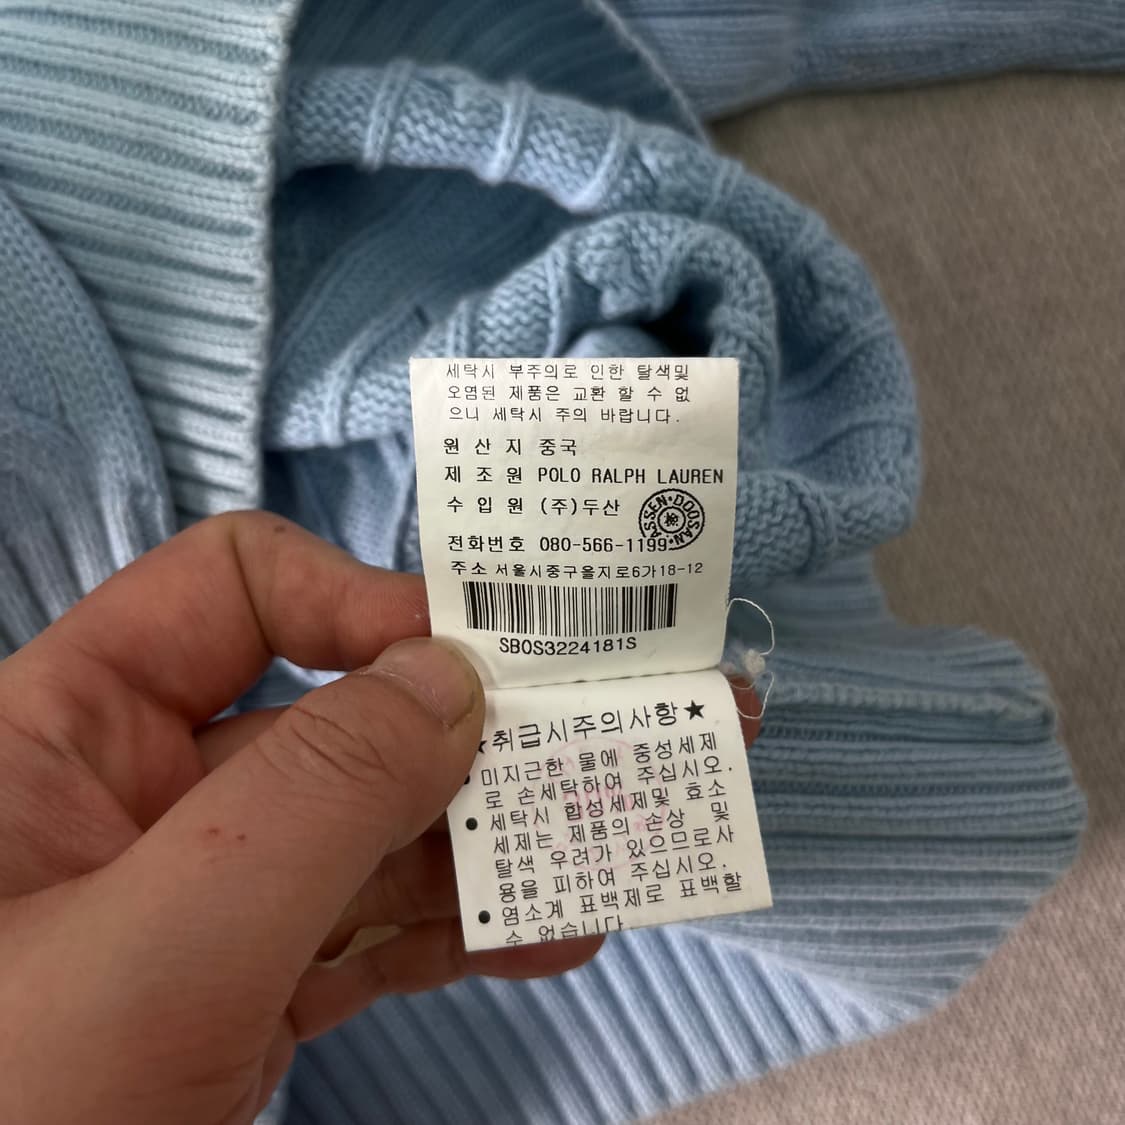 세탁시 부주의로 인한 탈색및
오염된 제품은 교환 할 수 없
으니 세탁시 주의 바랍니다.
원 산 지 중국
제 조 원 POLO RALPH LAUREN
수 입 원 (주)두산
ASSEN·DOOSAN·
전화번호 080-566-1199
주소 서울시중구을지로6가18-12
SB0S3224181S
★취급시주의사항★
● 미지근한 물에 중성세제
로 손세탁하여 주십시오.
● 세탁시 합성세제및 효소
세제는 제품의 손상 및
탈색 우려가 있으므로사
용을 피하여 주십시오.
● 염소계 표백제로 표백할
수 없습니다.